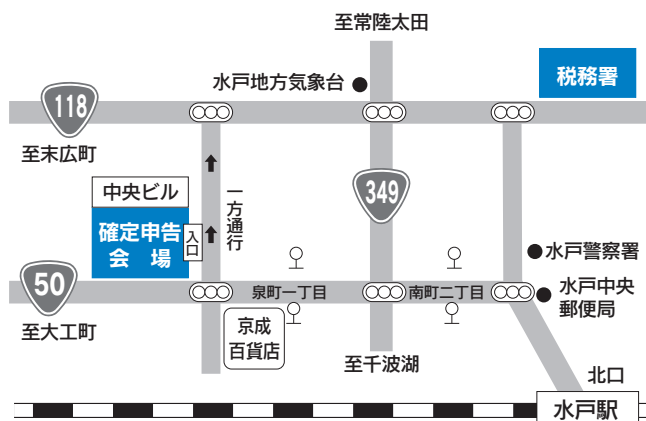 至常陸太田
水戸地方気象台
税務署
118
至末広町
中央ビル
確定申告
会 場
入口
一方通行
349
水戸警察署
50
泉町一丁目
南町二丁目
水戸中央
郵便局
至大工町
京成
百貨店
至千波湖
北口
水戸駅